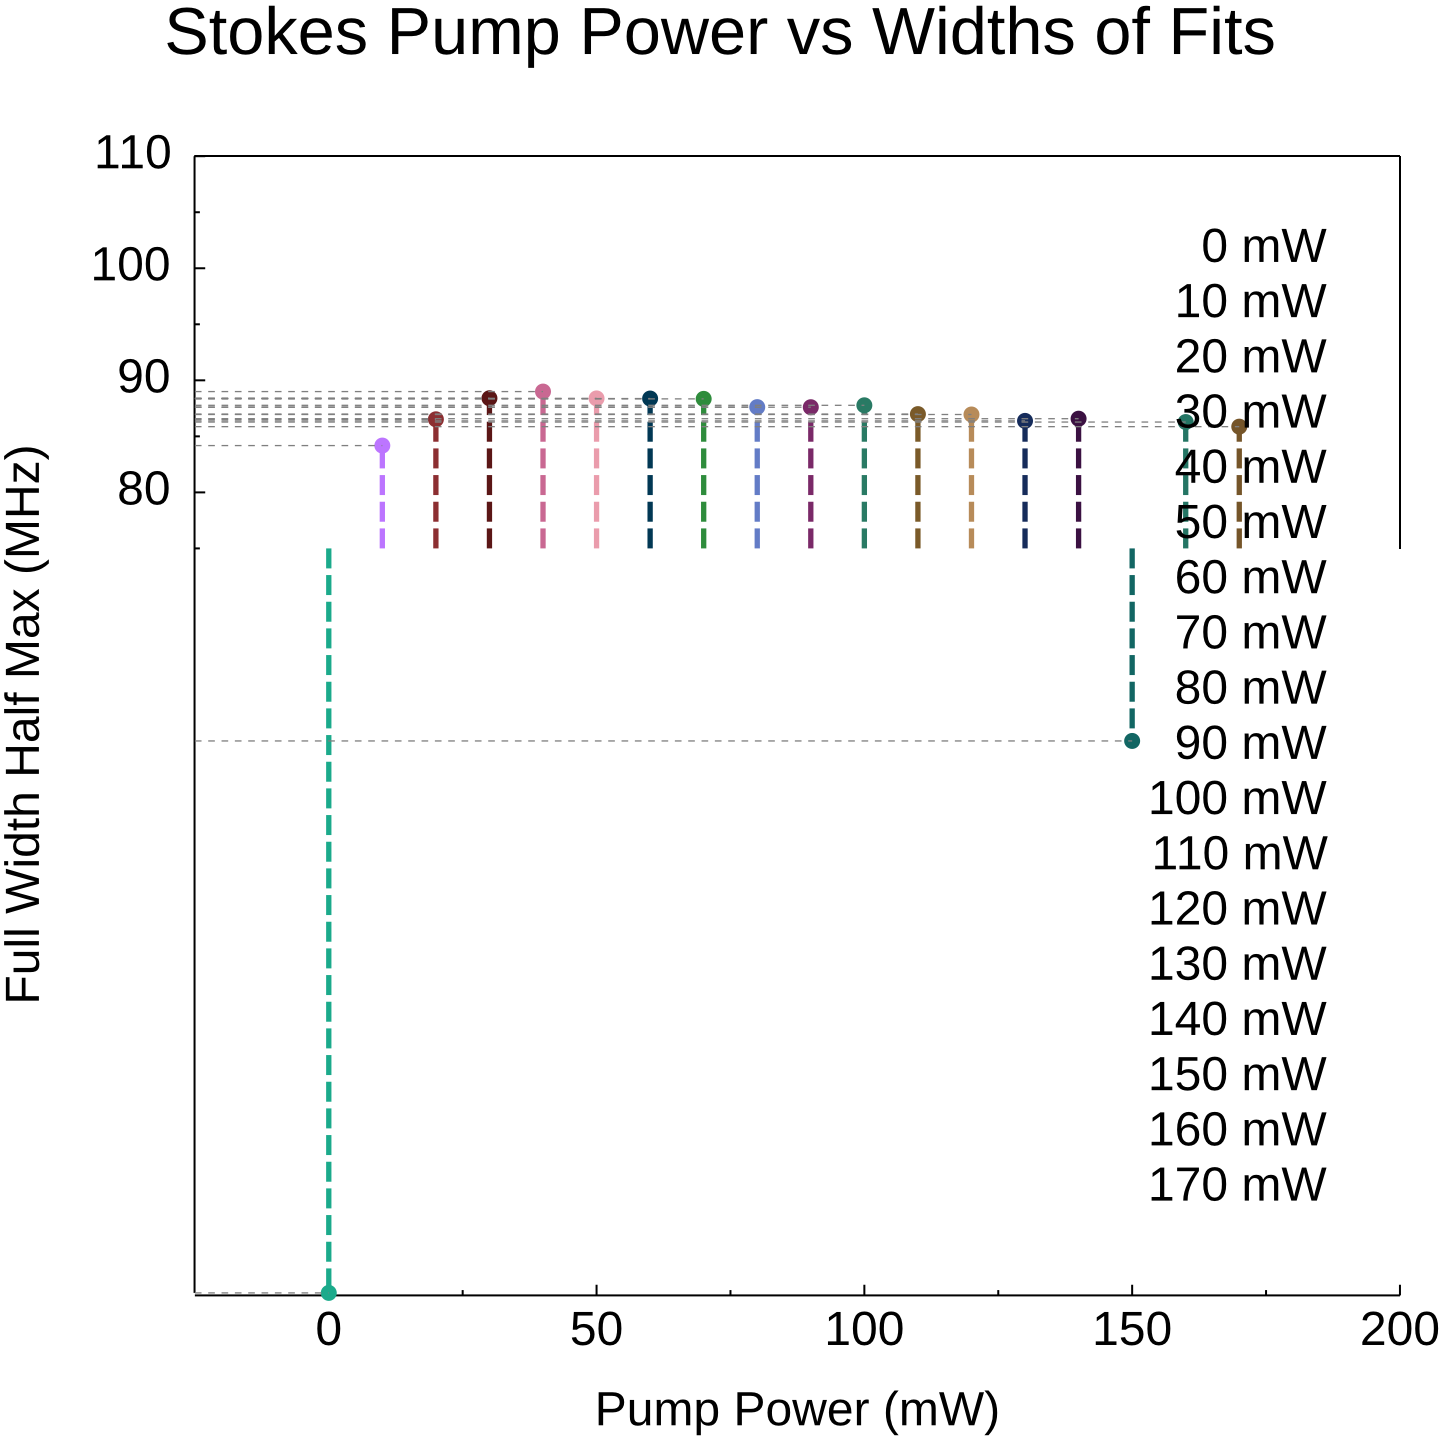 Stokes Pump Power vs Widths of Fits
110
100
90
80
Full Width Half Max (MHz)
0 mW
10 mW
20 mW
30 mW
40 mW
50 mW
60 mW
70 mW
80 mW
90 mW
100 mW
110 mW
120 mW
130 mW
140 mW
150 mW
160 mW
170 mW
0 50 100 150 200
Pump Power (mW)